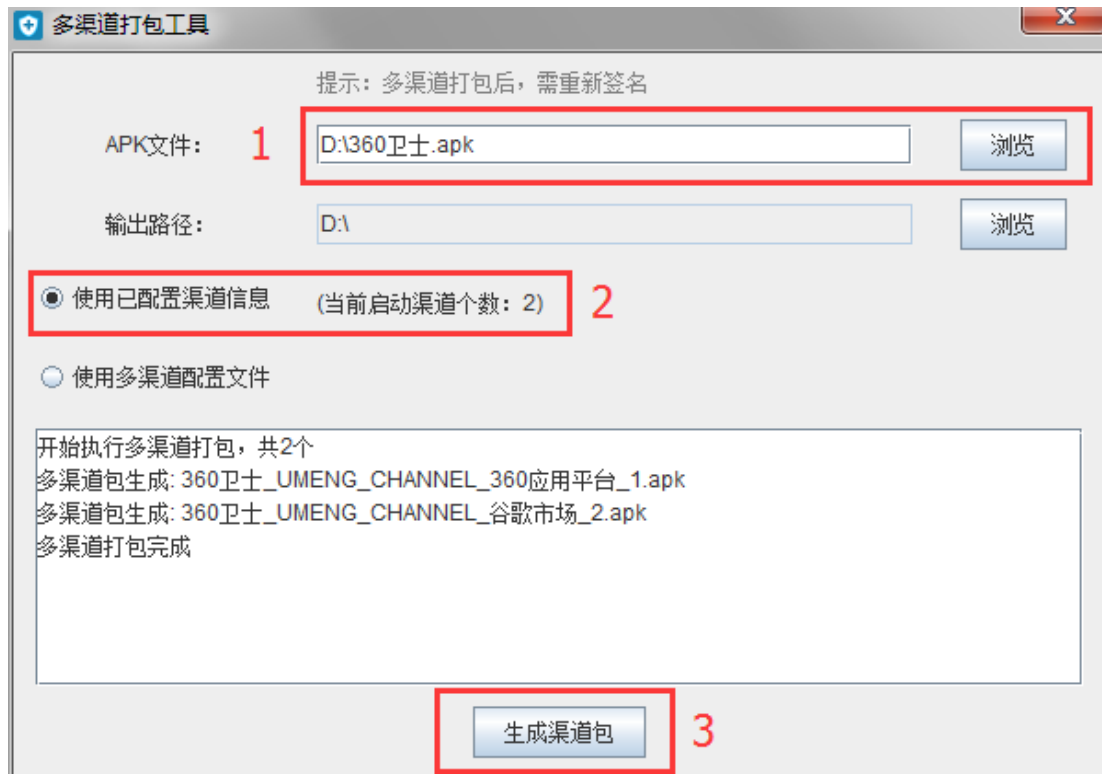 多渠道打包工具
提示：多渠道打包后，需重新签名
APK文件： 1 D:\360卫士.apk 浏览
输出路径： D:\ 浏览
使用已配置渠道信息 (当前启动渠道个数：2) 2
使用多渠道配置文件
开始执行多渠道打包，共2个
多渠道包生成: 360卫士_UMENG_CHANNEL_360应用平台_1.apk
多渠道包生成: 360卫士_UMENG_CHANNEL_谷歌市场_2.apk
多渠道打包完成
生成渠道包 3